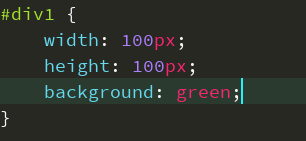 #div1 {
    width: 100px;
    height: 100px;
    background: green;
}